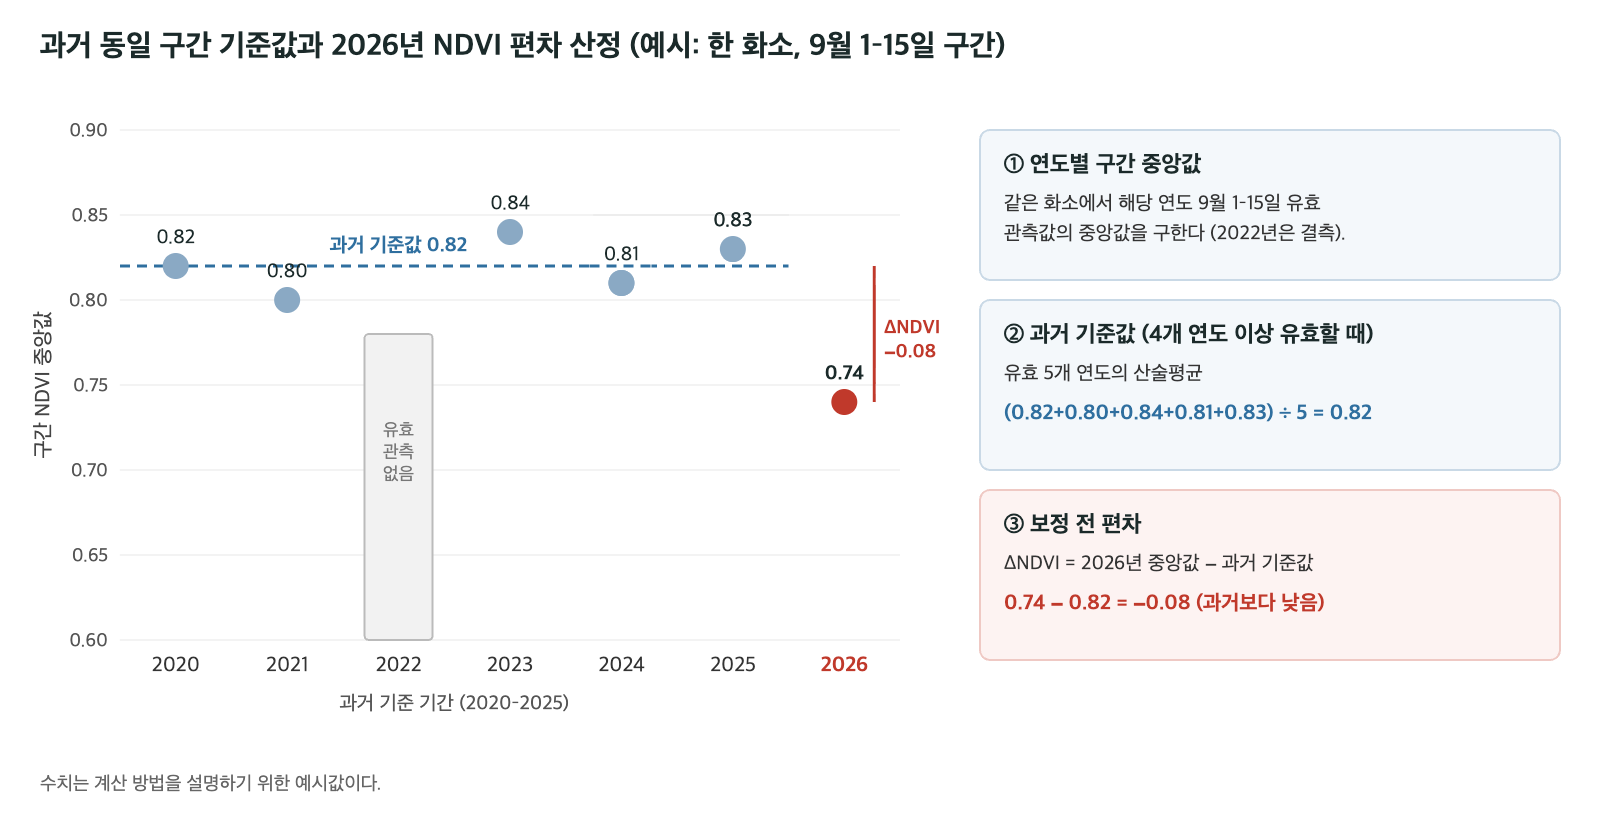 과거 동일 구간 기준값과 2026년 NDVI 편차 산정 (예시: 한 화소, 9월 1-15일 구간)
구간 NDVI 중앙값
0.90
0.85
0.80
0.75
0.70
0.65
0.60
0.82
0.80
과거 기준값 0.82
0.84
0.81
0.83
0.74
ΔNDVI
−0.08
유효
관측
없음
2020
2021
2022
2023
2024
2025
2026
과거 기준 기간 (2020-2025)
① 연도별 구간 중앙값
같은 화소에서 해당 연도 9월 1-15일 유효
관측값의 중앙값을 구한다 (2022년은 결측).
② 과거 기준값 (4개 연도 이상 유효할 때)
유효 5개 연도의 산술평균
(0.82+0.80+0.84+0.81+0.83) ÷ 5 = 0.82
③ 보정 전 편차
ΔNDVI = 2026년 중앙값 − 과거 기준값
0.74 − 0.82 = −0.08 (과거보다 낮음)
수치는 계산 방법을 설명하기 위한 예시값이다.